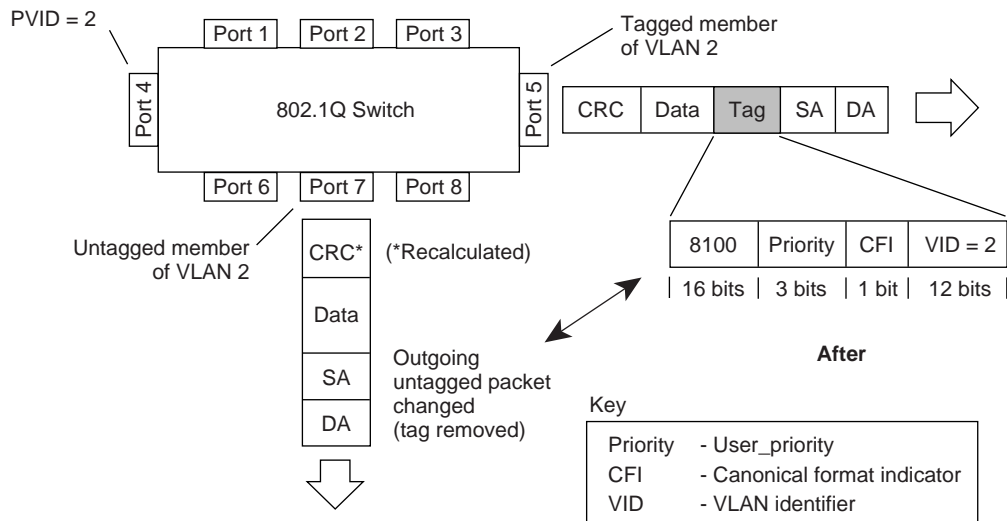 PVID = 2
Port 1
Port 2
Port 3
Tagged member
of VLAN 2
Port 4
802.1Q Switch
Port 5
CRC
Data
Tag
SA
DA
Port 6
Port 7
Port 8
Untagged member
of VLAN 2
CRC*
(*Recalculated)
8100
Priority
CFI
VID = 2
16 bits
3 bits
1 bit
12 bits
Data
After
SA
Outgoing
untagged packet
changed
(tag removed)
DA
Key
Priority - User_priority
CFI - Canonical format indicator
VID - VLAN identifier